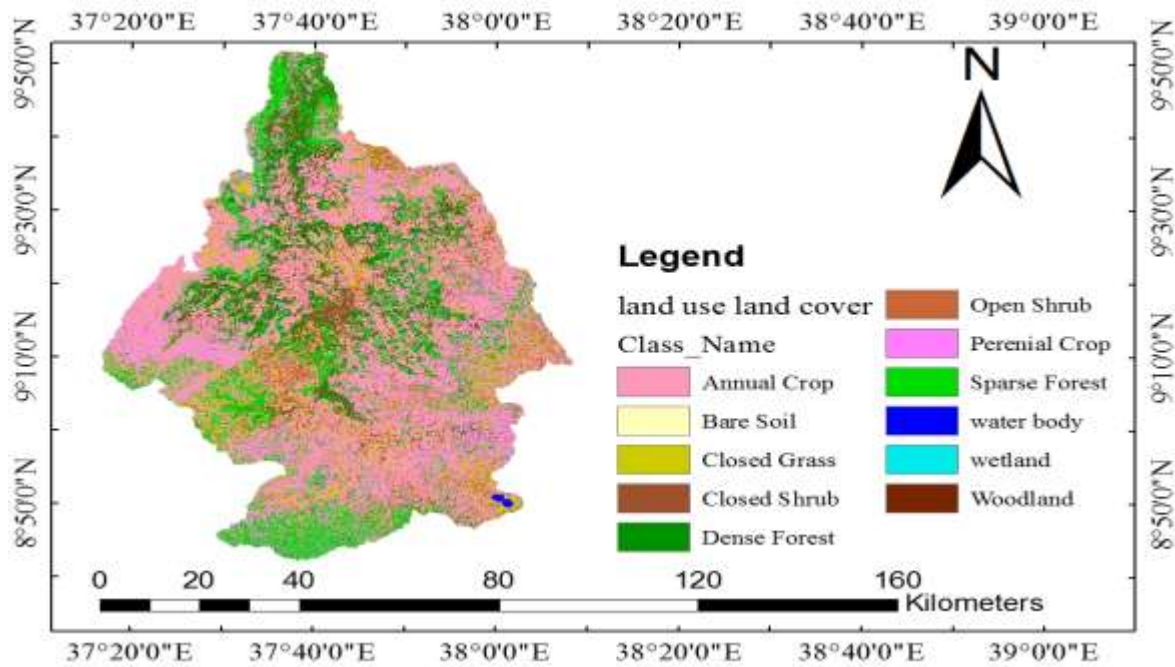 37°20'0"E 37°40'0"E 38°0'0"E 38°20'0"E 38°40'0"E 39°0'0"E
9°50'0"N
9°30'0"N
9°10'0"N
8°50'0"N
9°50'0"N
9°30'0"N
9°10'0"N
8°50'0"N
N
Legend
land use land cover
Class_Name
Annual Crop
Bare Soil
Closed Grass
Closed Shrub
Dense Forest
Open Shrub
Perenial Crop
Sparse Forest
water body
wetland
Woodland
0 20 40 80 120 160
Kilometers
37°20'0"E 37°40'0"E 38°0'0"E 38°20'0"E 38°40'0"E 39°0'0"E